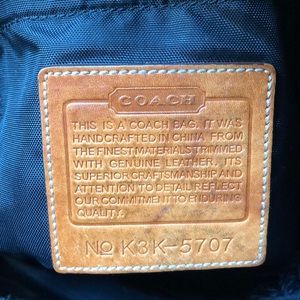 COACH
THIS IS A COACH BAG. IT WAS
HANDCRAFTED IN CHINA FROM
THE FINEST MATERIALS TRIMMED
WITH GENUINE LEATHER. ITS
SUPERIOR CRAFTSMANSHIP AND
ATTENTION TO DETAIL REFLECT
OUR COMMITMENT TO ENDURING
QUALITY.
No K3K-5707